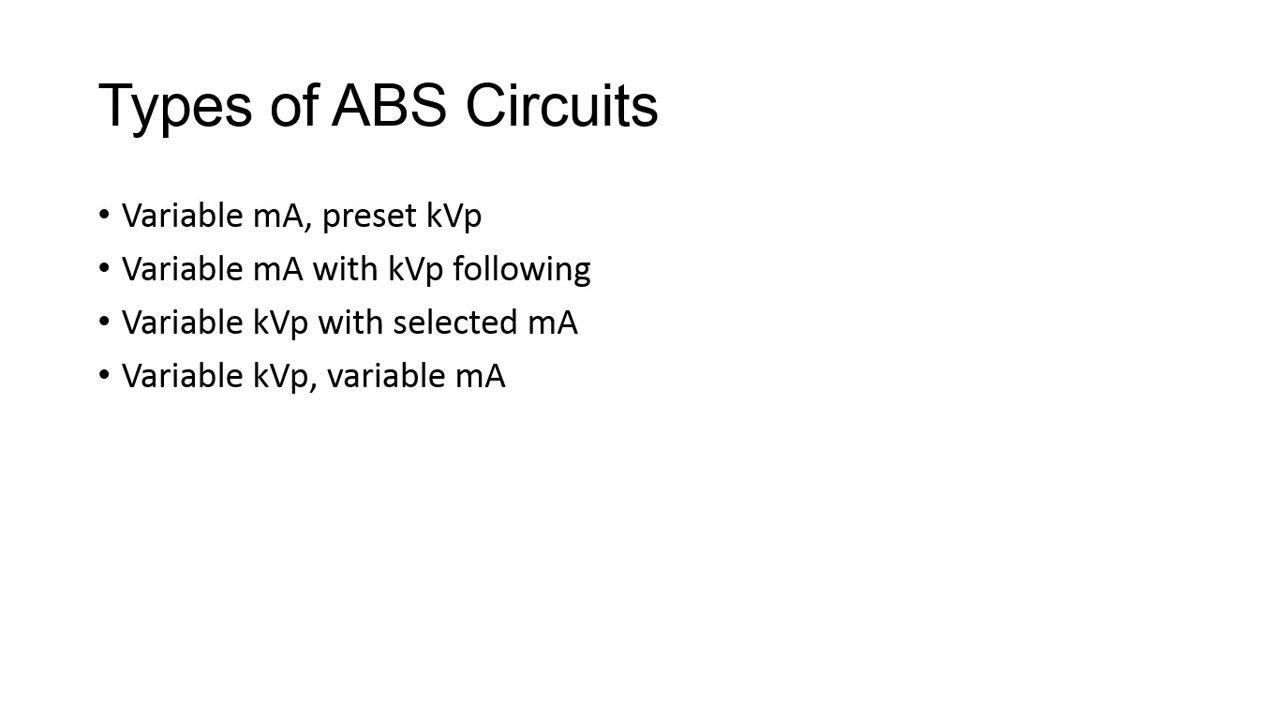 Types of ABS Circuits
• Variable mA, preset kVp
• Variable mA with kVp following
• Variable kVp with selected mA
• Variable kVp, variable mA